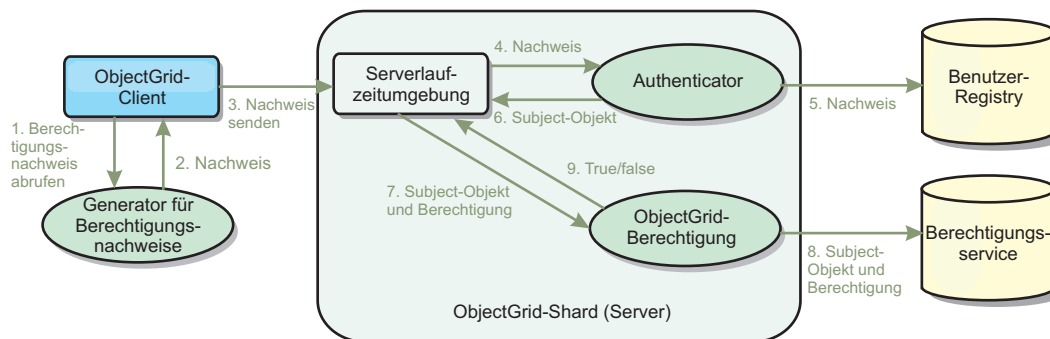 ObjectGrid-
Client
1. Berech-
tigungs-
nachweis
abrufen
2. Nachweis
Generator für
Berechtigungs-
nachweise
3. Nachweis
senden
Serverlauf-
zeitumgebung
4. Nachweis
Authenticator
6. Subject-Objekt
5. Nachweis
Benutzer-
Registry
9. True/false
7. Subject-Objekt
und Berechtigung
ObjectGrid-
Berechtigung
8. Subject-
Objekt und
Berechtigung
Berechtigungs-
service
ObjectGrid-Shard (Server)